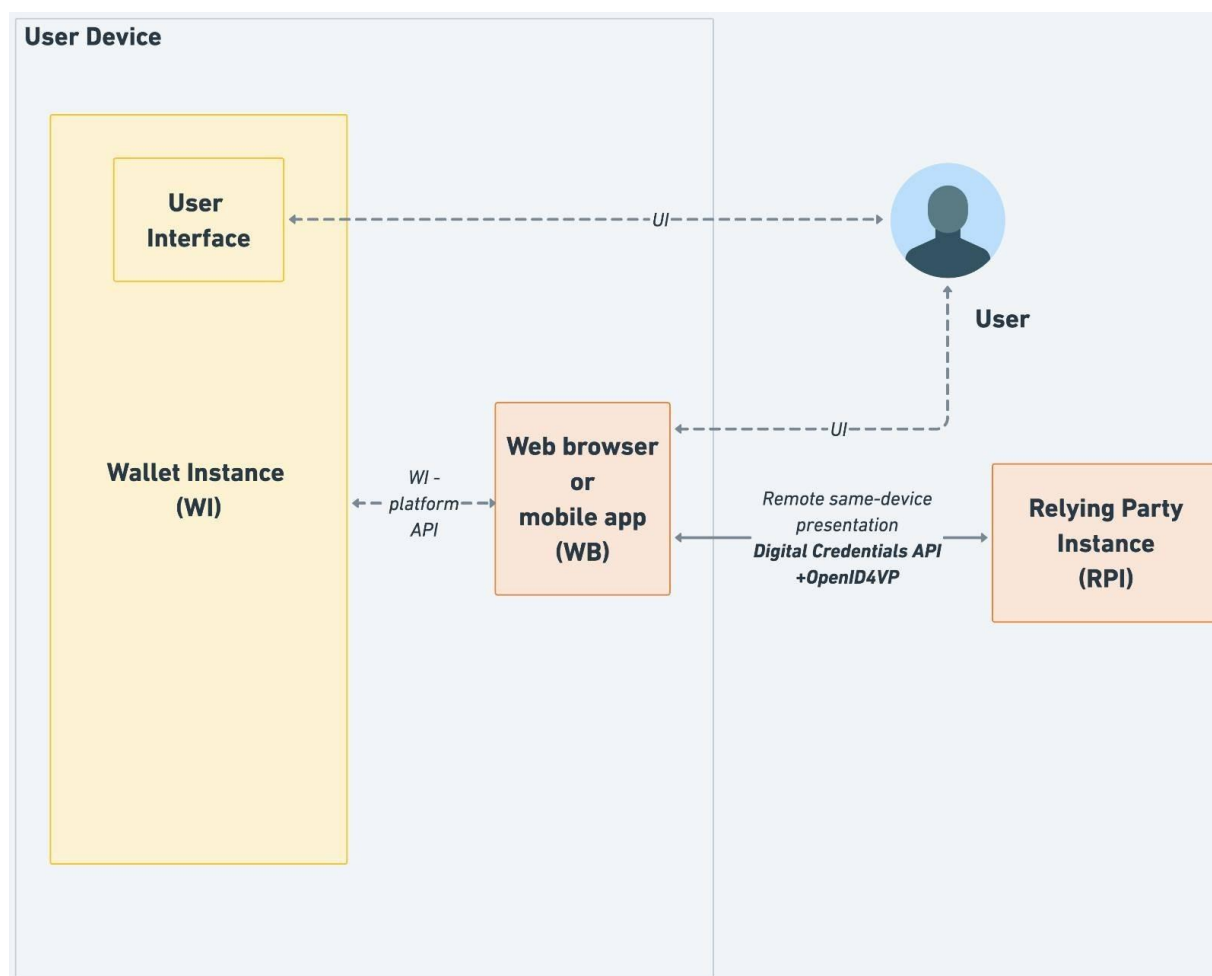 User Device
User
Interface
UI
User
UI
Wallet Instance
(WI)
WI -
platform
API
Web browser
or
mobile app
(WB)
Remote same-device
presentation
Digital Credentials API
+OpenID4VP
Relying Party
Instance
(RPI)